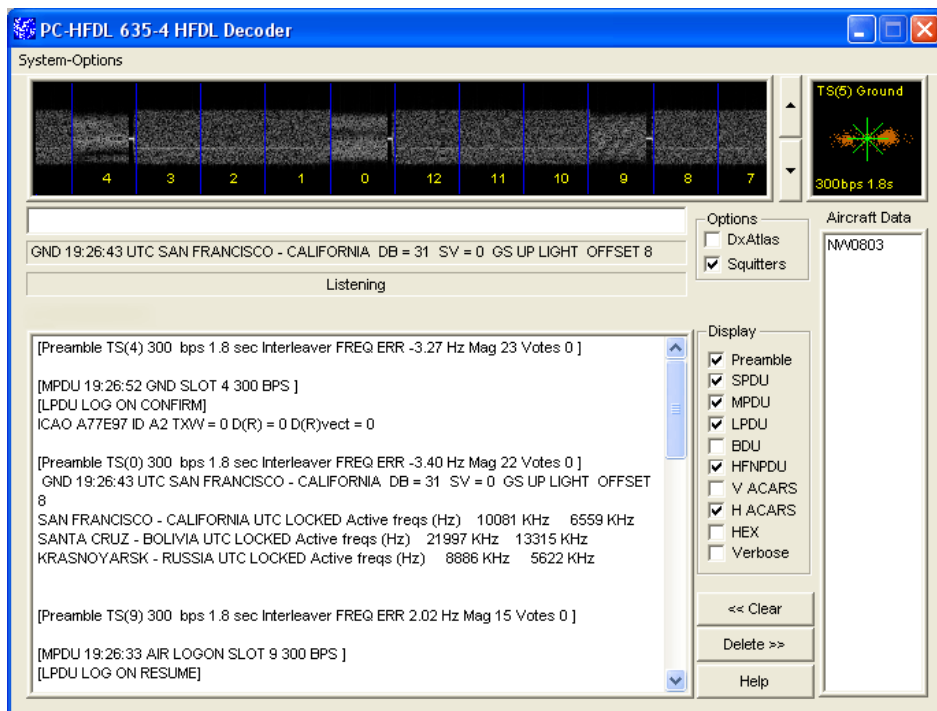 PC-HFDL 635-4 HFDL Decoder
System-Options
4 3 2 1 0 12 11 10 9 8 7
TS(5) Ground
300bps 1.8s
GND 19:26:43 UTC SAN FRANCISCO - CALIFORNIA DB = 31 SV = 0 GS UP LIGHT OFFSET 8
Listening
Options
DxAtlas
Squitters
Aircraft Data
NW0803
[Preamble TS(4) 300 bps 1.8 sec Interleaver FREQ ERR -3.27 Hz Mag 23 Votes 0 ]
[MPDU 19:26:52 GND SLOT 4 300 BPS ]
[LPDU LOG ON CONFIRM]
ICAO A77E97 ID A2 TXW = 0 D(R) = 0 D(R)vect = 0
[Preamble TS(0) 300 bps 1.8 sec Interleaver FREQ ERR -3.40 Hz Mag 22 Votes 0 ]
GND 19:26:43 UTC SAN FRANCISCO - CALIFORNIA DB = 31 SV = 0 GS UP LIGHT OFFSET
8
SAN FRANCISCO - CALIFORNIA UTC LOCKED Active freqs (Hz) 10081 KHz 6559 KHz
SANTA CRUZ - BOLIVIA UTC LOCKED Active freqs (Hz) 21997 KHz 13315 KHz
KRASNOYARSK - RUSSIA UTC LOCKED Active freqs (Hz) 8886 KHz 5622 KHz
[Preamble TS(9) 300 bps 1.8 sec Interleaver FREQ ERR 2.02 Hz Mag 15 Votes 0 ]
[MPDU 19:26:33 AIR LOGON SLOT 9 300 BPS ]
[LPDU LOG ON RESUME]
Display
Preamble
SPDU
MPDU
LPDU
BDU
HFNPDU
V ACARS
H ACARS
HEX
Verbose
<< Clear
Delete >>
Help